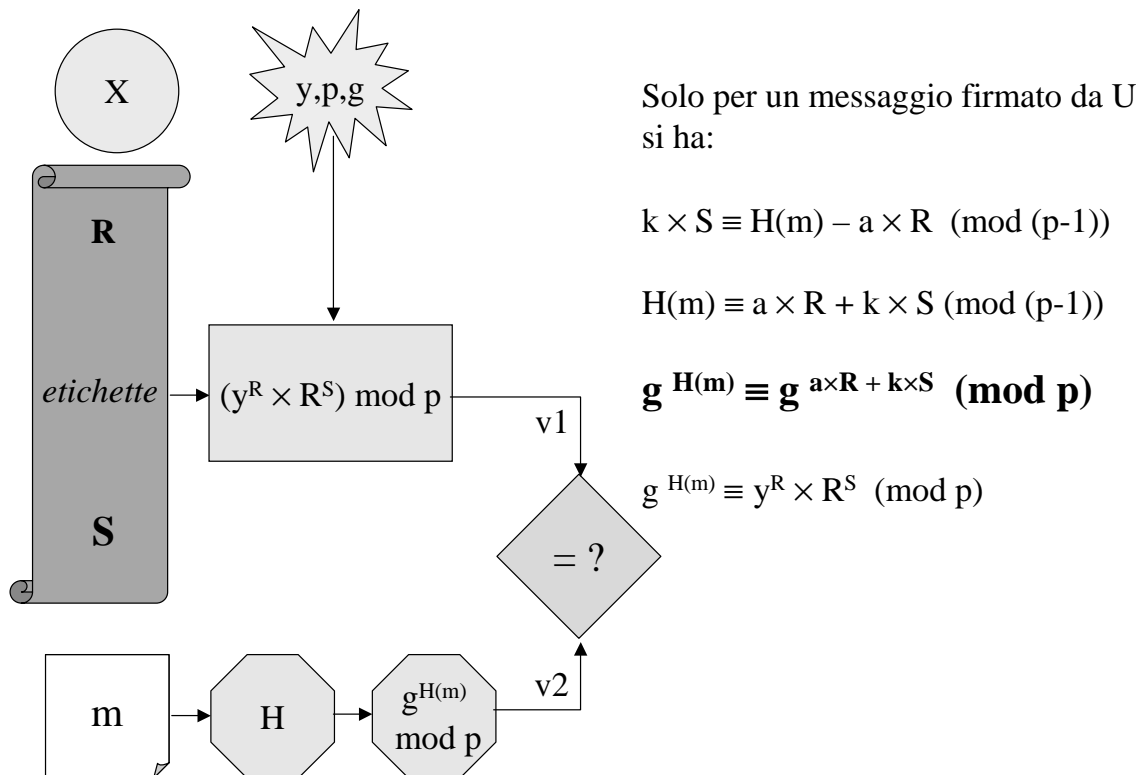 X
y,p,g
R
etichette
S
(y^R × R^S) mod p
v1
= ?
m
H
g^H(m)
mod p
v2
Solo per un messaggio firmato da U
si ha:
k × S ≡ H(m) – a × R (mod (p-1))
H(m) ≡ a × R + k × S (mod (p-1))
g ^H(m) ≡ g ^a×R + k×S (mod p)
g ^H(m) ≡ y^R × R^S (mod p)